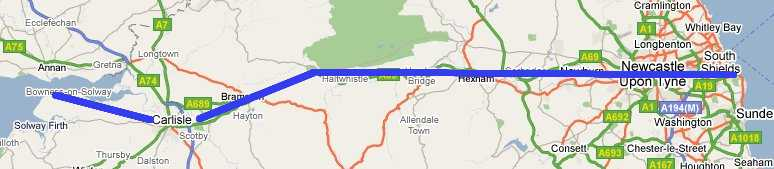 Ecclefechan
A7
Cramlington
A1
Whitley Bay
Longbenton
A75
Annan
Gretna
Longtown
A74
A69
Newcastle
Upon Tyne
South
Shields
Haltwhistle
Bridge
Hexham
A19
Bowness-on-Solway
A689
Carlisle
Hayton
Solway Firth
Scotby
Allendale
Town
A692
A1
A194(M)
Washington
Sunde
A1018
Thursby
Dalston
Consett
A693
Chester-le-Street
A167
Houghton
Seaham